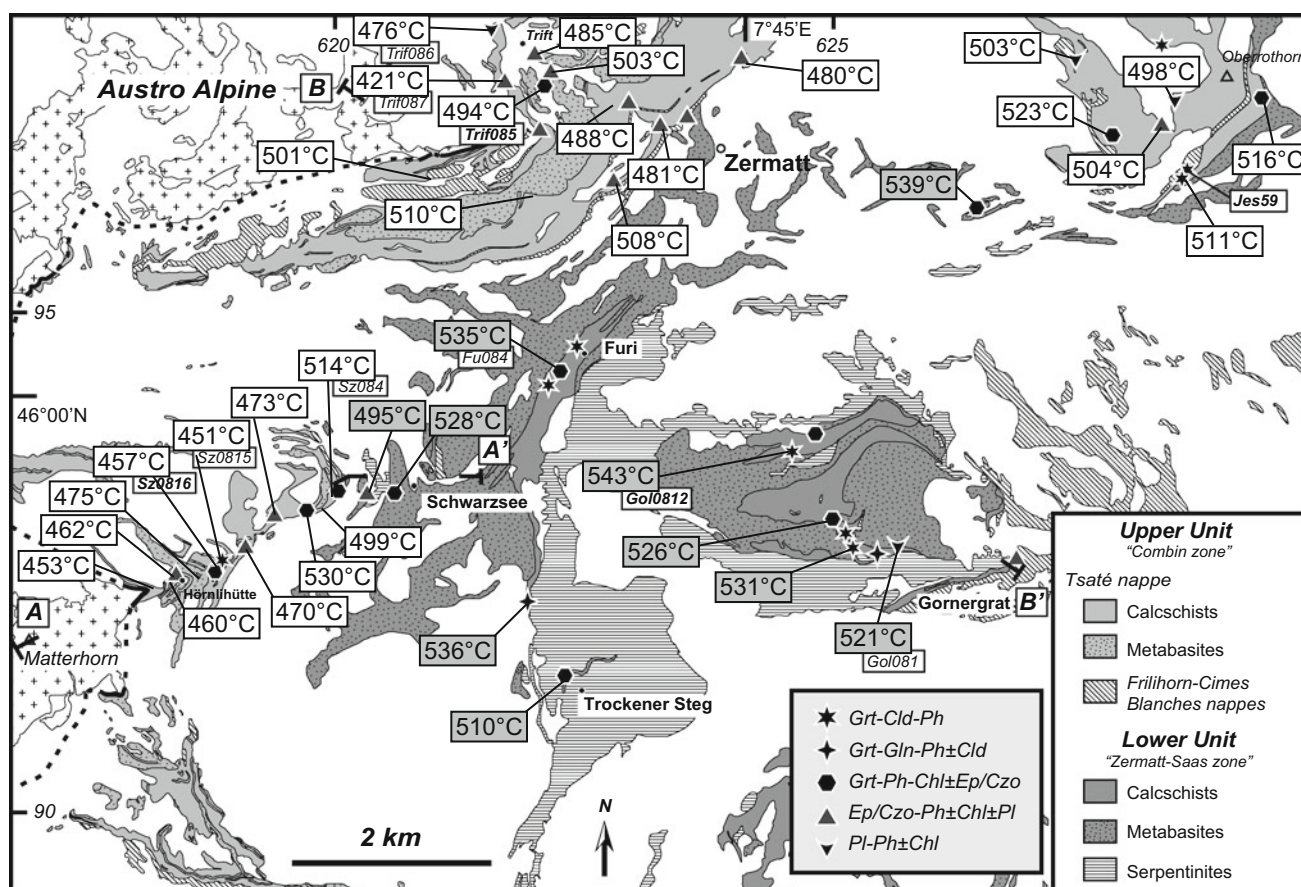 476°C
Trif086
Trift
485°C
7°45'E
620
625
503°C
503°C
498°C
Oberrothorn
421°C
480°C
Austro Alpine
B
Trif087
494°C
523°C
Trif085
488°C
504°C
516°C
501°C
Zermatt
481°C
539°C
510°C
508°C
Jes59
511°C
95
535°C
Fu084
Furi
514°C
Sz084
46°00'N
473°C
495°C
528°C
451°C
Sz0815
A'
457°C
Sz0816
543°C
Gol0812
475°C
Schwarzsee
462°C
499°C
526°C
453°C
530°C
531°C
Hörnlihütte
470°C
Gornergrat
B'
A
460°C
536°C
521°C
Gol081
Matterhorn
Trockener Steg
510°C
90
2 km
N
Grt-Cld-Ph
Grt-Gln-Ph±Cld
Grt-Ph-Chl±Ep/Czo
Ep/Czo-Ph±Chl±Pl
Pl-Ph±Chl
Upper Unit
"Combin zone"
Tsaté nappe
Calcschists
Metabasites
Frilihorn-Cimes
Blanches nappes
Lower Unit
"Zermatt-Saas zone"
Calcschists
Metabasites
Serpentinites